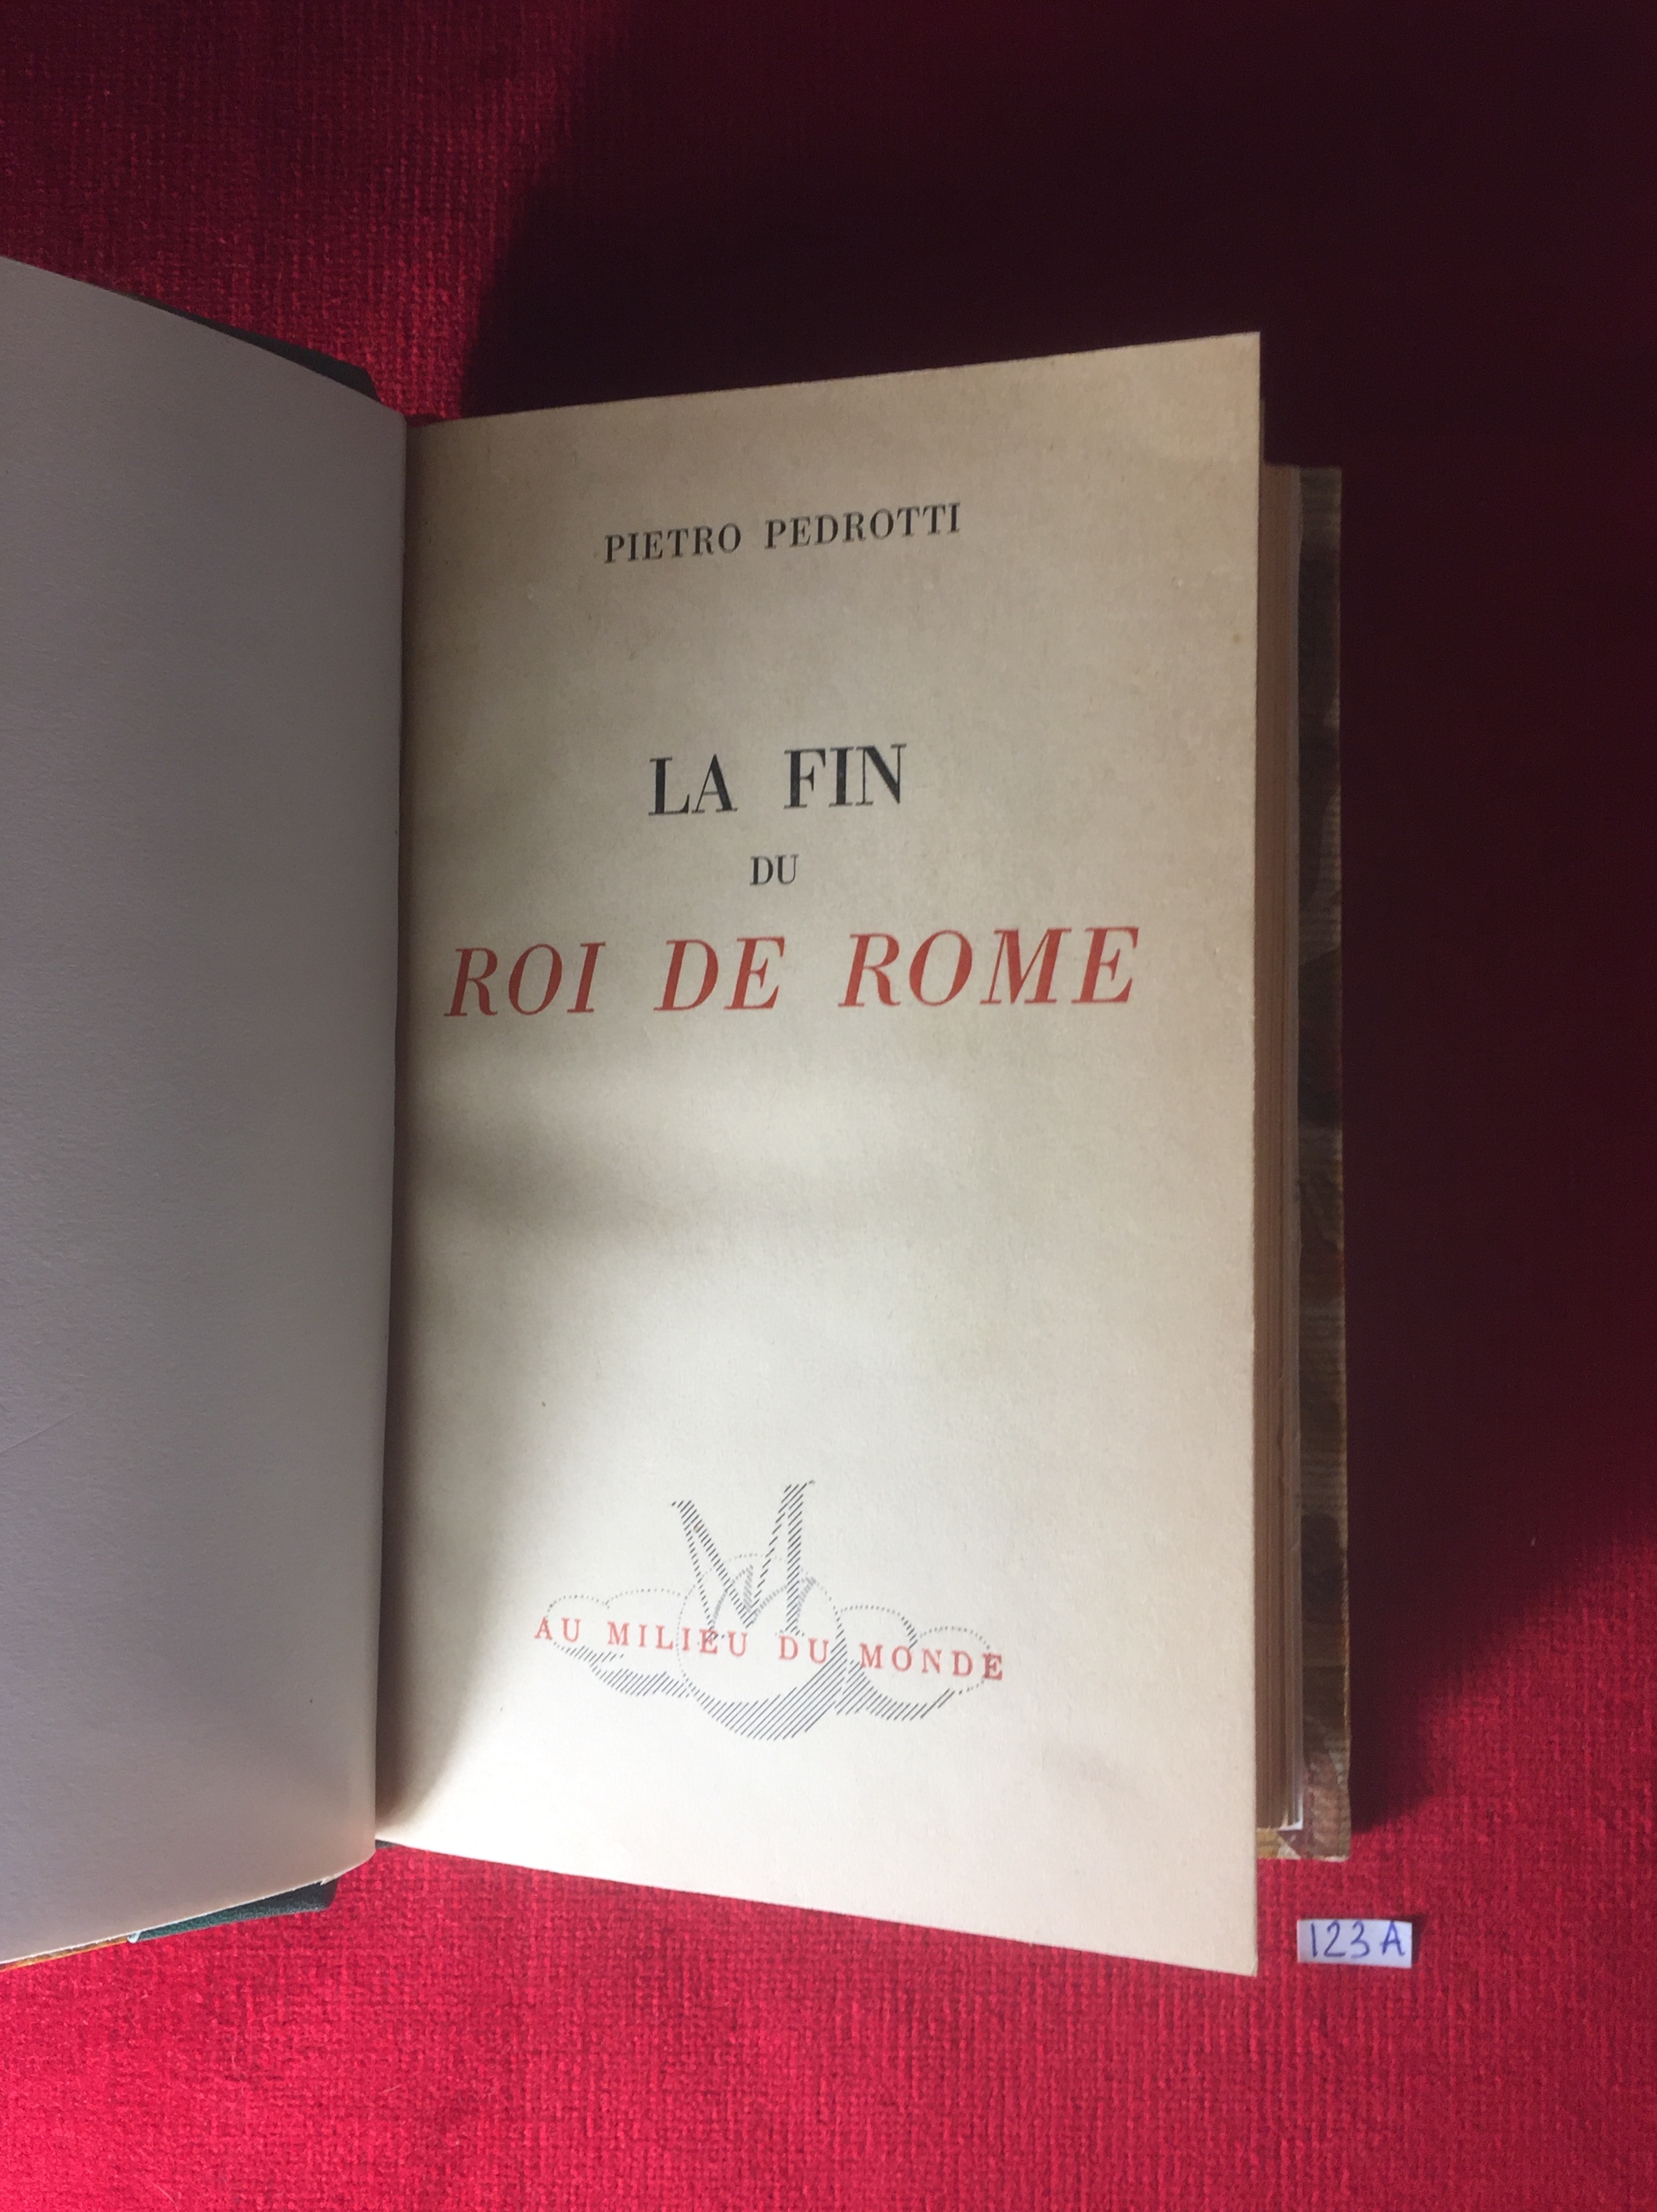 PIETRO PEDROTTI
LA FIN
DU
ROI DE ROME
M
AU MILIEU DU MONDE
123A